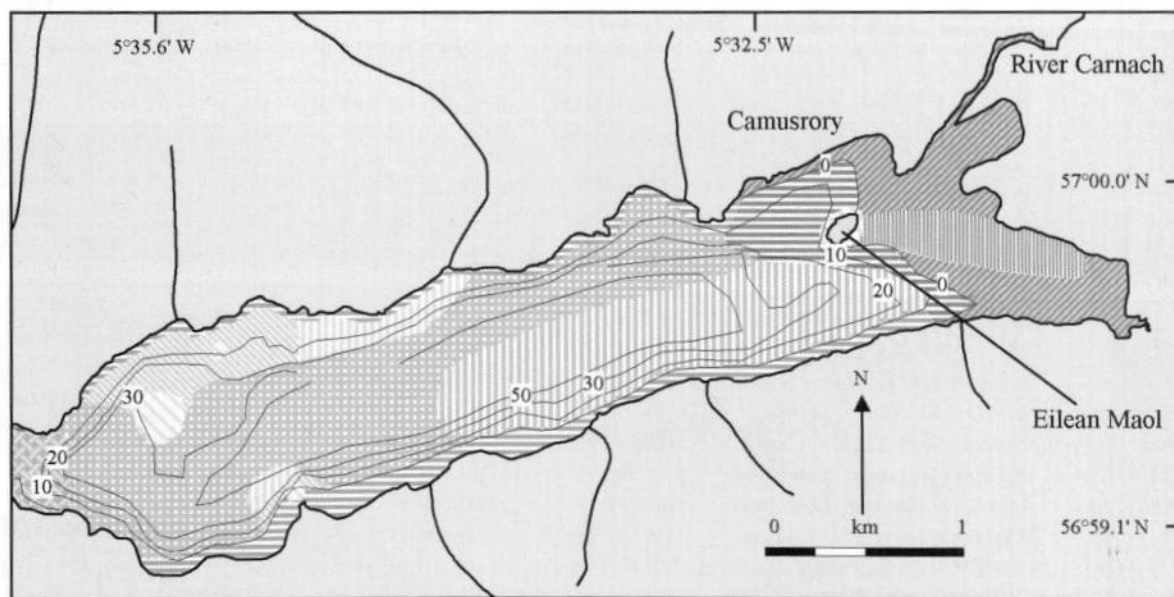 5°35.6' W
5°32.5' W
River Carnach
Camusrory
0
57°00.0' N
10
20
0
30
50
30
N
Eilean Maol
20
10
0 km 1
56°59.1' N